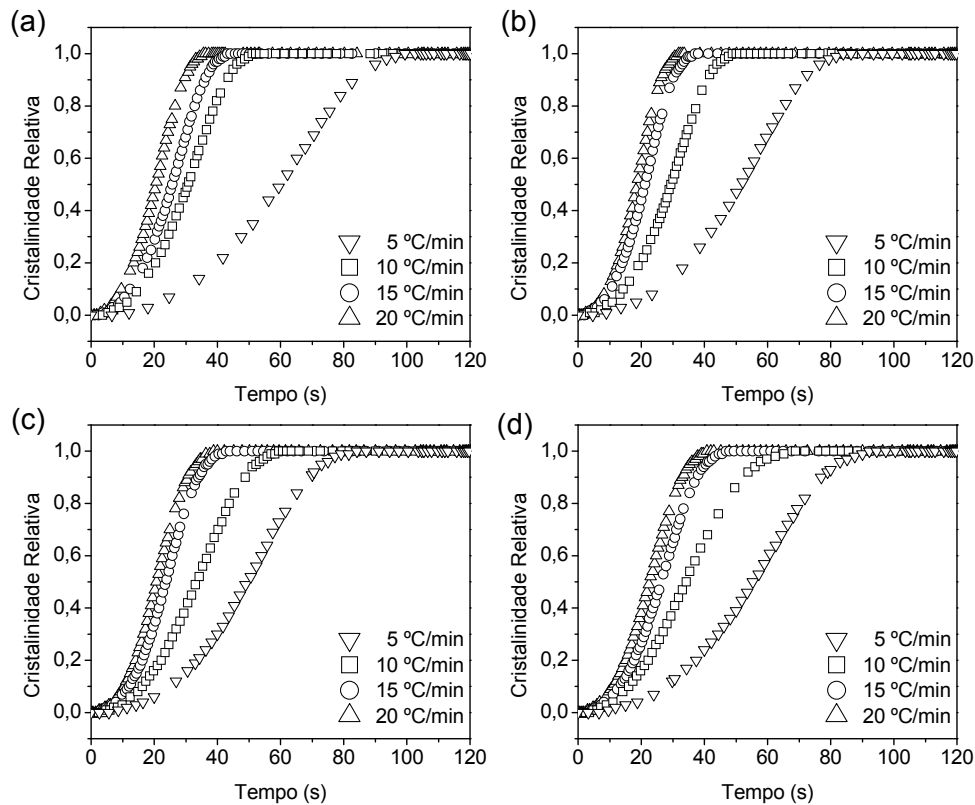 (a)
1,0
0,8
0,6
0,4
0,2
0,0
Cristalinidade Relativa
5 ºC/min
10 ºC/min
15 ºC/min
20 ºC/min
0 20 40 60 80 100 120
Tempo (s)
(b)
1,0
0,8
0,6
0,4
0,2
0,0
Cristalinidade Relativa
5 ºC/min
10 ºC/min
15 ºC/min
20 ºC/min
0 20 40 60 80 100 120
Tempo (s)
(c)
1,0
0,8
0,6
0,4
0,2
0,0
Cristalinidade Relativa
5 ºC/min
10 ºC/min
15 ºC/min
20 ºC/min
0 20 40 60 80 100 120
Tempo (s)
(d)
1,0
0,8
0,6
0,4
0,2
0,0
Cristalinidade Relativa
5 ºC/min
10 ºC/min
15 ºC/min
20 ºC/min
0 20 40 60 80 100 120
Tempo (s)